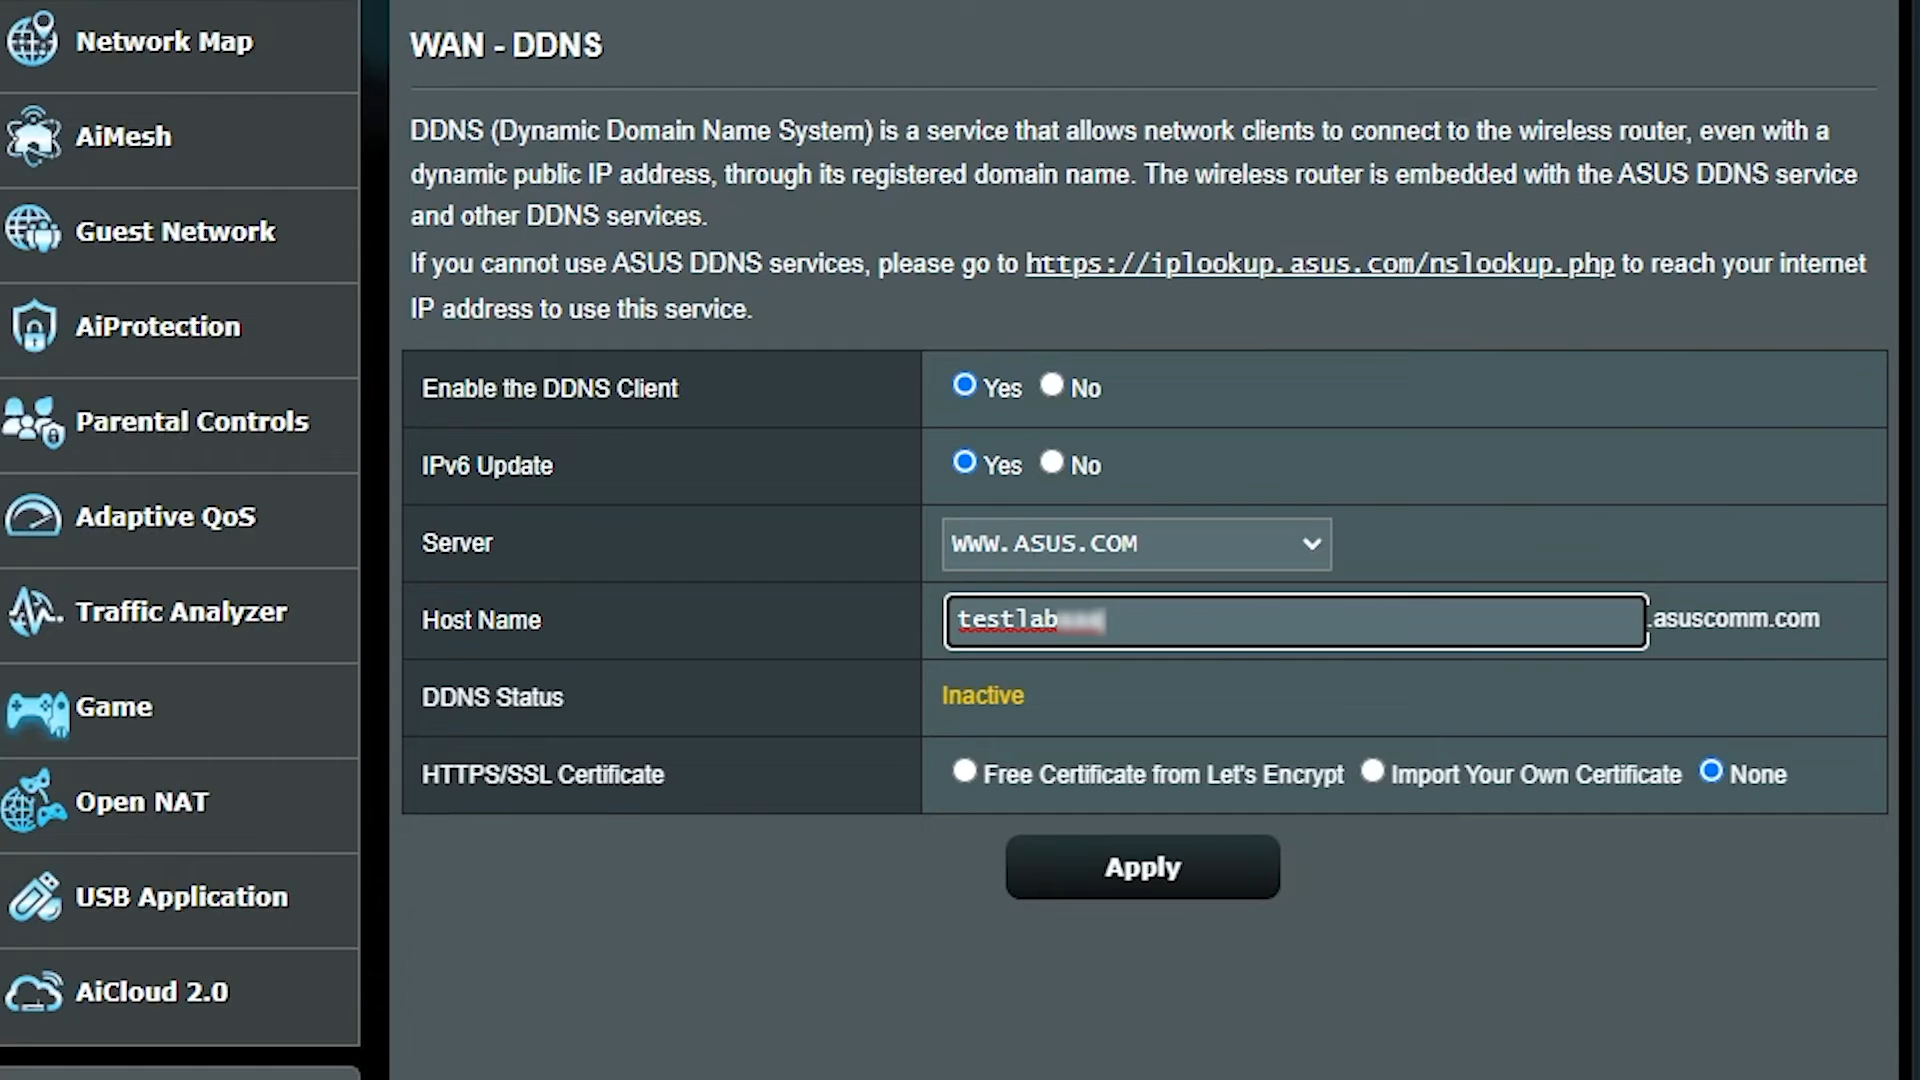 Network Map
AiMesh
Guest Network
AiProtection
Parental Controls
Adaptive QoS
Traffic Analyzer
Game
Open NAT
USB Application
AiCloud 2.0
WAN - DDNS
DDNS (Dynamic Domain Name System) is a service that allows network clients to connect to the wireless router, even with a
dynamic public IP address, through its registered domain name. The wireless router is embedded with the ASUS DDNS service
and other DDNS services.
If you cannot use ASUS DDNS services, please go to https://iplookup.asus.com/nslookup.php to reach your internet
IP address to use this service.
Enable the DDNS Client Yes No
IPv6 Update Yes No
Server WWW.ASUS.COM
Host Name testlab .asuscomm.com
DDNS Status Inactive
HTTPS/SSL Certificate Free Certificate from Let's Encrypt Import Your Own Certificate None
Apply